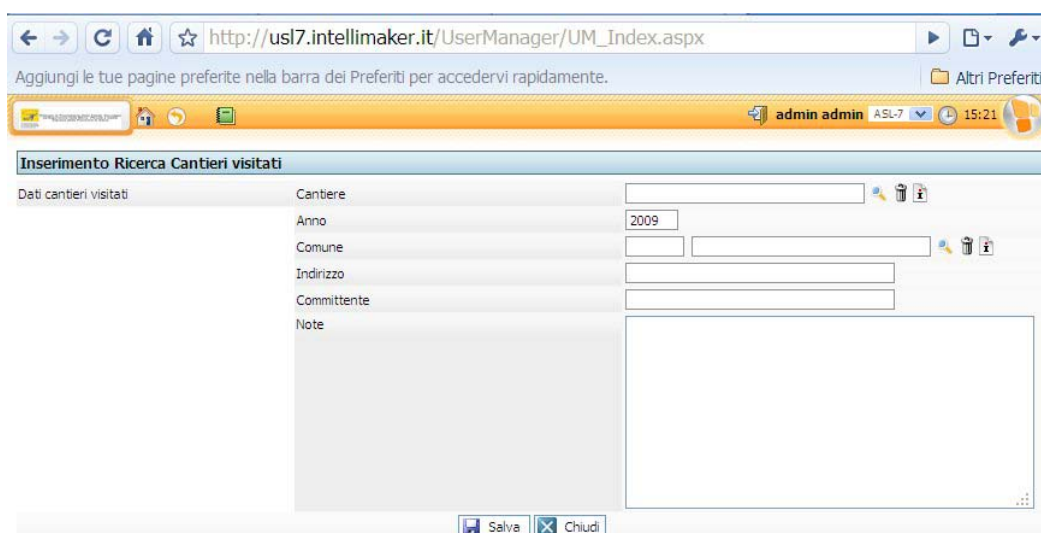 http://usl7.intellimaker.it/UserManager/UM_Index.aspx
Aggiungi le tue pagine preferite nella barra dei Preferiti per accedervi rapidamente.
Altri Preferiti
admin admin ASL-7 15:21
Inserimento Ricerca Cantieri visitati
Dati cantieri visitati
Cantiere
Anno 2009
Comune
Indirizzo
Committente
Note
Salva Chiudi